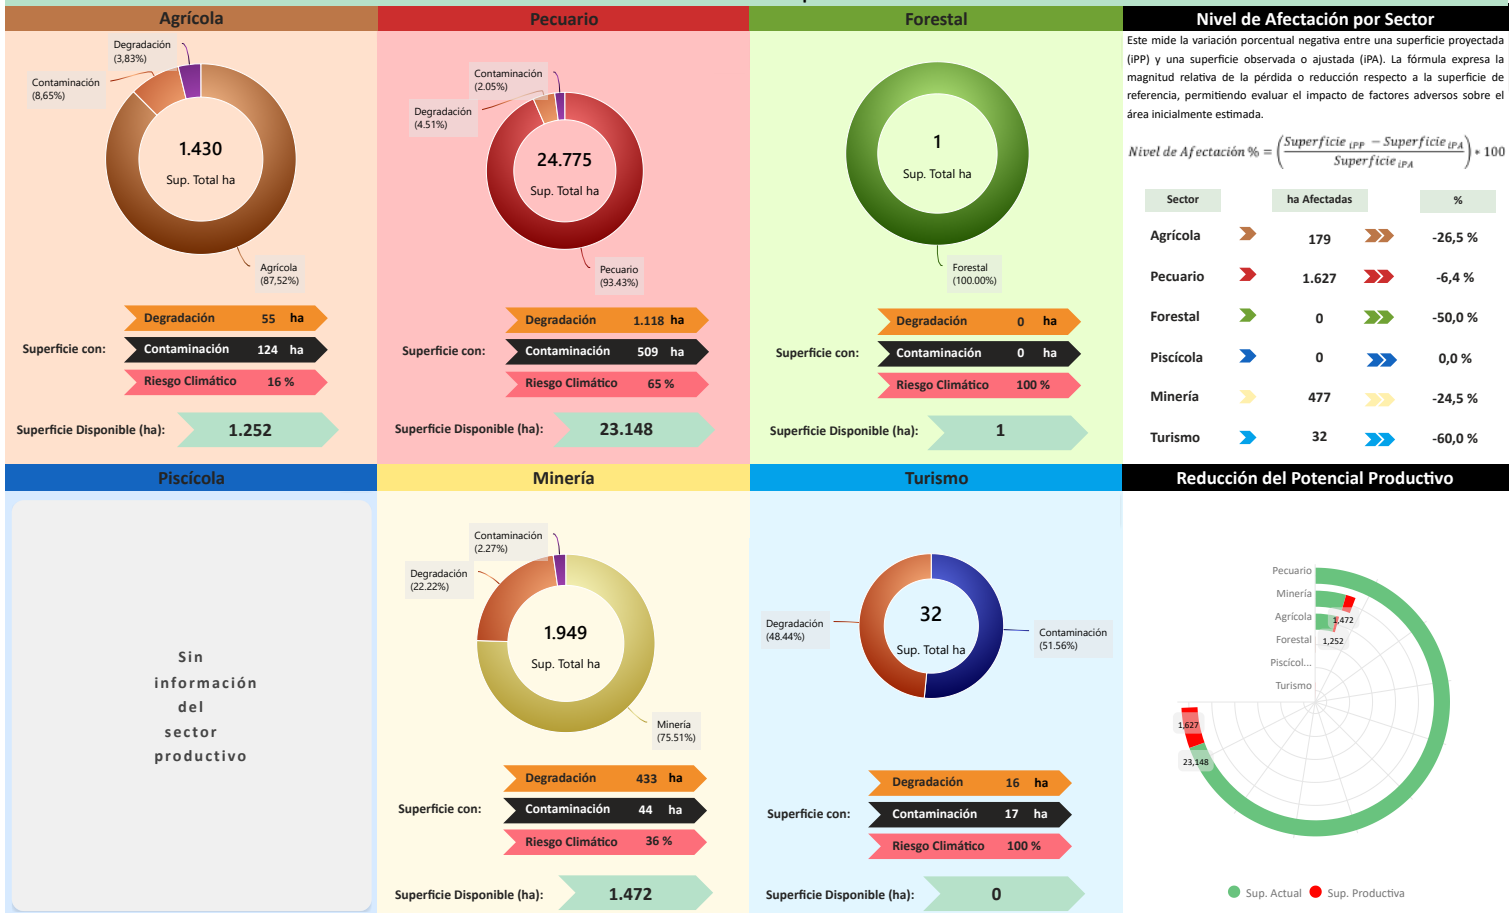 Agrícola
Degradación
(3,83%)
Contaminación
(8,65%)
1.430
Sup. Total ha
Agrícola
(87,52%)
Superficie con:
Degradación 55 ha
Contaminación 124 ha
Riesgo Climático 16 %
Superficie Disponible (ha): 1.252
Pecuario
Contaminación
(2.05%)
Degradación
(4.51%)
24.775
Sup. Total ha
Pecuario
(93.43%)
Superficie con:
Degradación 1.118 ha
Contaminación 509 ha
Riesgo Climático 65 %
Superficie Disponible (ha): 23.148
Forestal
1
Sup. Total ha
Forestal
(100.00%)
Superficie con:
Degradación 0 ha
Contaminación 0 ha
Riesgo Climático 100 %
Superficie Disponible (ha): 1
Nivel de Afectación por Sector
Este mide la variación porcentual negativa entre una superficie proyectada
(iPP) y una superficie observada o ajustada (iPA). La fórmula expresa la
magnitud relativa de la pérdida o reducción respecto a la superficie de
referencia, permitiendo evaluar el impacto de factores adversos sobre el
área inicialmente estimada.
Nivel de Afectación % = (Superficie iPP − Superficie iPA / Superficie iPA) * 100
Sector ha Afectadas %
Agrícola 179 -26,5 %
Pecuario 1.627 -6,4 %
Forestal 0 -50,0 %
Piscícola 0 0,0 %
Minería 477 -24,5 %
Turismo 32 -60,0 %
Piscícola
Sin
información
del
sector
productivo
Minería
Contaminación
(2.27%)
Degradación
(22.22%)
1.949
Sup. Total ha
Minería
(75.51%)
Superficie con:
Degradación 433 ha
Contaminación 44 ha
Riesgo Climático 36 %
Superficie Disponible (ha): 1.472
Turismo
Degradación
(48.44%)
32
Sup. Total ha
Contaminación
(51.56%)
Superficie con:
Degradación 16 ha
Contaminación 17 ha
Riesgo Climático 100 %
Superficie Disponible (ha): 0
Reducción del Potencial Productivo
Pecuario
Minería
Agrícola
1,472
Forestal
1,252
Piscícol...
Turismo
1,627
23,148
Sup. Actual Sup. Productiva